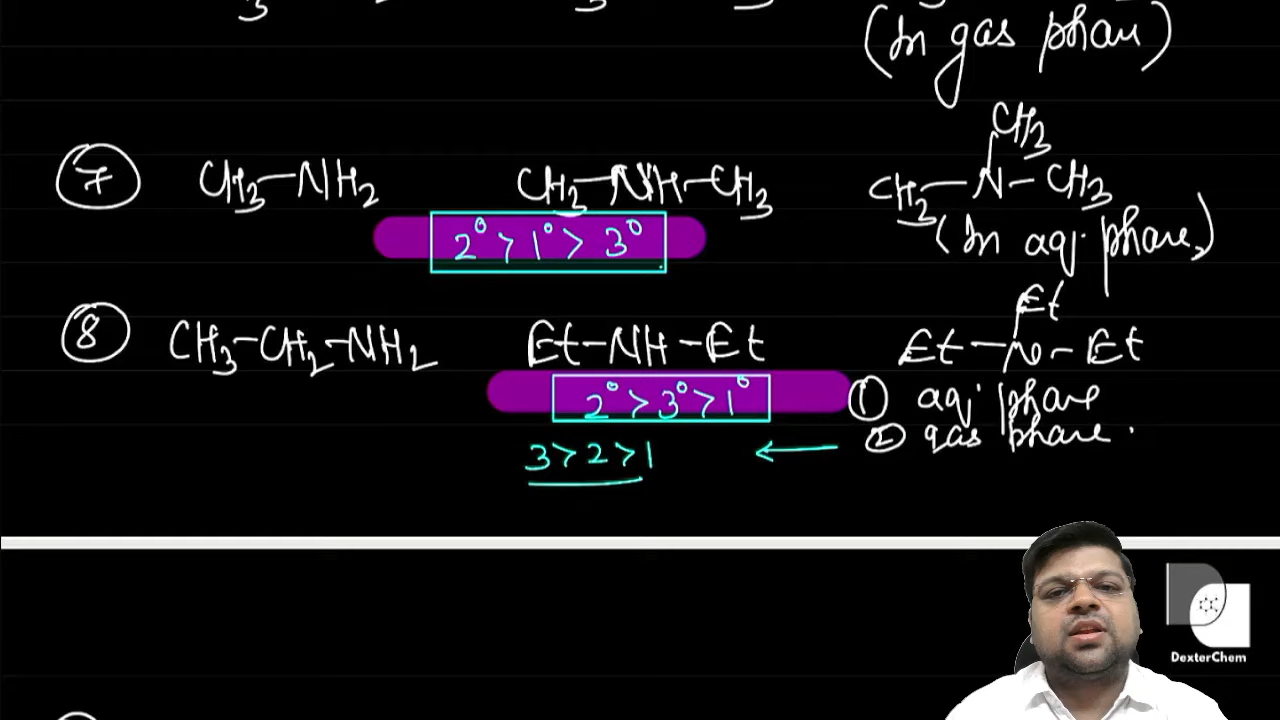 (In gas phase)
7 CH3-NH2 CH3-NH-CH3 CH3-N-CH3
CH3
2° > 1° > 3°
(In aq. phase)
8 CH3-CH2-NH2 Et-NH-Et Et-N-Et
Et
2° > 3° > 1° ① aq. phase
3 > 2 > 1 ← ② gas phase.
DexterChem